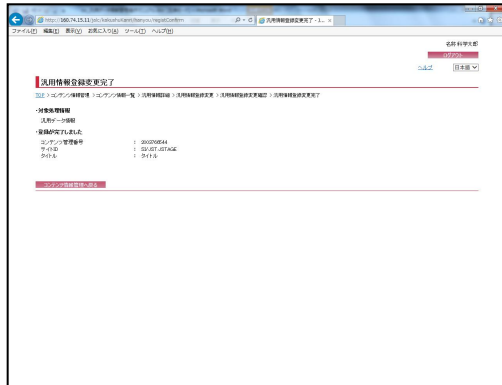 http://160.74.15.11/
汎用情報登録変更完了 - J...
ファイル(F) 編集(E) 表示(V) お気に入り(A) ツール(T) ヘルプ(H)
名前 科学太郎
ログアウト
ヘルプ 日本語
汎用情報登録変更完了
TOP > コンテンツ情報管理 > コンテンツ情報一覧 > 汎用情報詳細 > 汎用情報登録変更 > 汎用情報登録変更確認 > 汎用情報登録変更完了
・対象処理情報
汎用データ情報
・登録が完了しました
コンテンツ管理番号 :
サイトID : SI/JST.JSTAGE
タイトル : タイトル
コンテンツ情報管理へ戻る